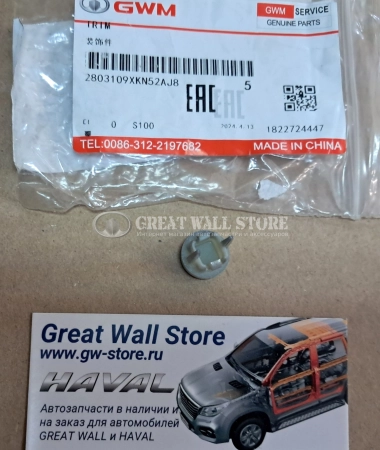 GWM
GWM SERVICE
GENUINE PARTS
TRIM
装饰件
2803109XKN52AJ8 5
EAC EAC
0 S100
1822724447
TEL:0086-312-2197682 MADE IN CHINA
GREAT WALL STORE
Great Wall Store
www.gw-store.ru
HAVAL
Автозапчасти в наличии и
на заказ для автомобилей
GREAT WALL и HAVAL